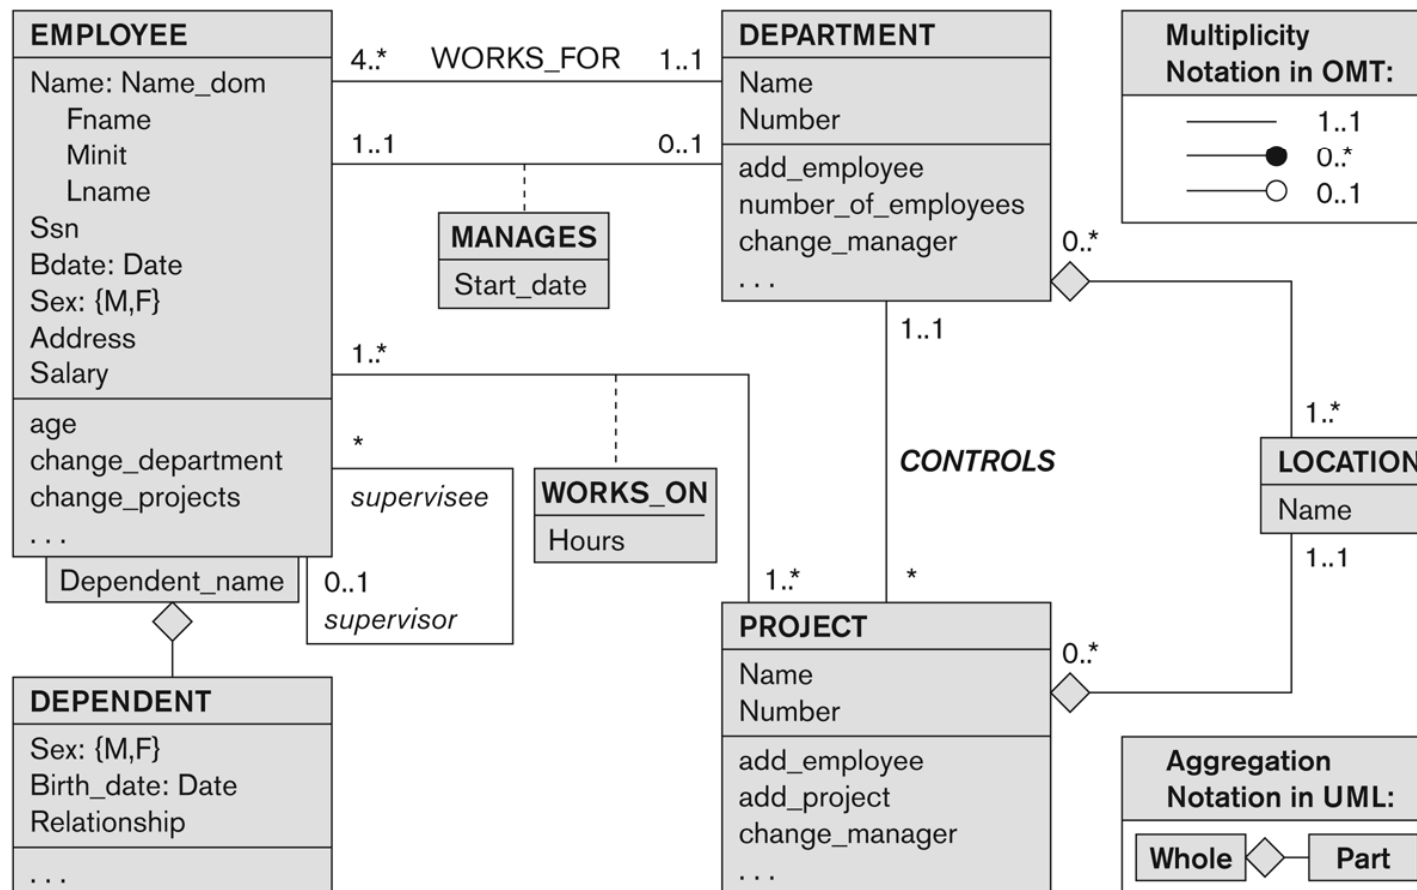 EMPLOYEE
Name: Name_dom
Fname
Minit
Lname
Ssn
Bdate: Date
Sex: {M,F}
Address
Salary
age
change_department
change_projects
. . .
Dependent_name
DEPENDENT
Sex: {M,F}
Birth_date: Date
Relationship
. . .
4..*
WORKS_FOR
1..1
1..1
0..1
MANAGES
Start_date
1..*
WORKS_ON
Hours
1..*
*
supervisee
0..1
supervisor
DEPARTMENT
Name
Number
add_employee
number_of_employees
change_manager
. . .
1..1
CONTROLS
*
PROJECT
Name
Number
add_employee
add_project
change_manager
. . .
0..*
1..*
LOCATION
Name
1..1
0..*
Multiplicity
Notation in OMT:
1..1
0..*
0..1
Aggregation
Notation in UML:
Whole
Part